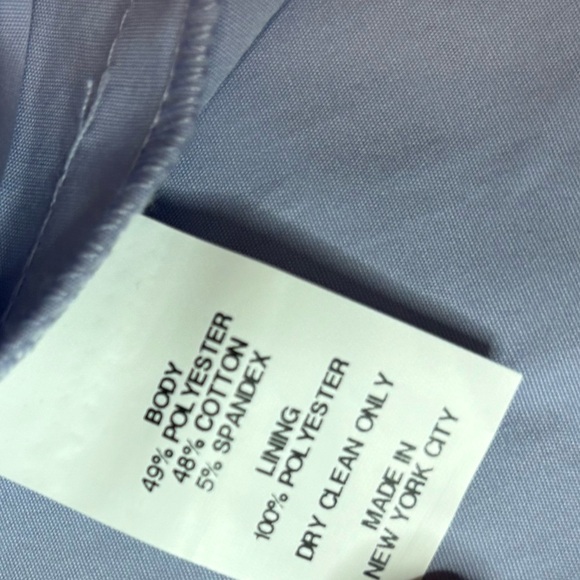 BODY
49% POLYESTER
48% COTTON
5% SPANDEX
LINING
100% POLYESTER
DRY CLEAN ONLY
MADE IN
NEW YORK CITY